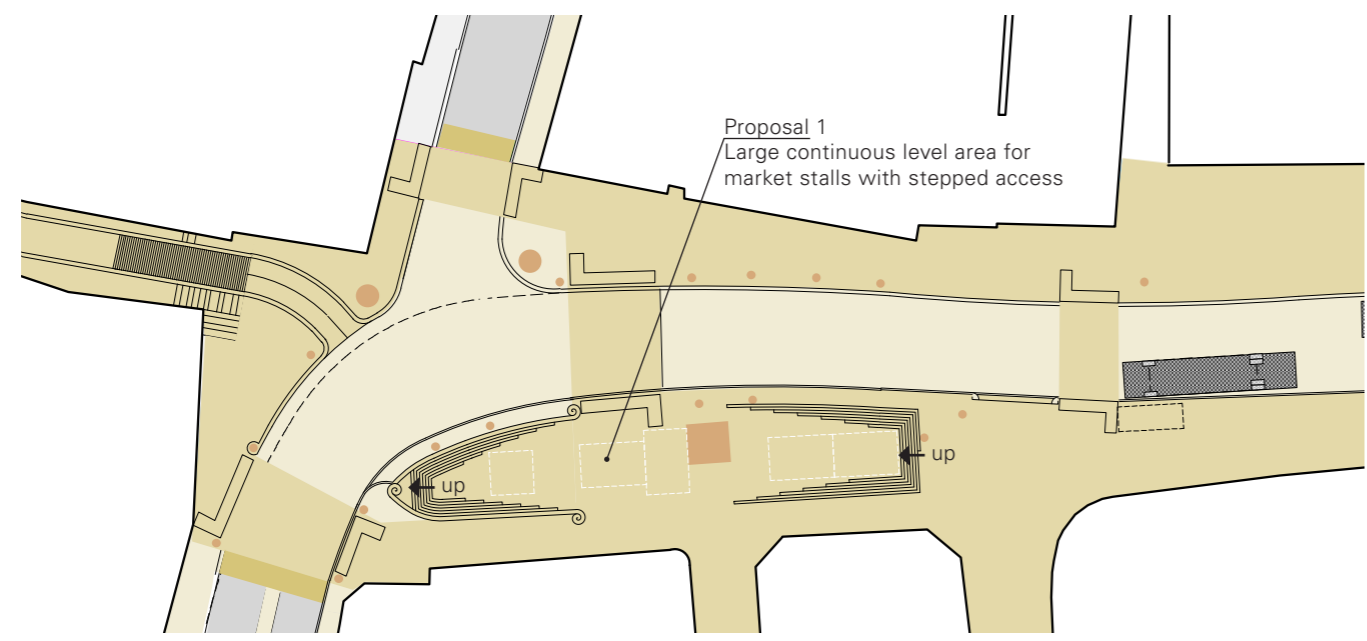 Proposal 1
Large continuous level area for
market stalls with stepped access
up
up